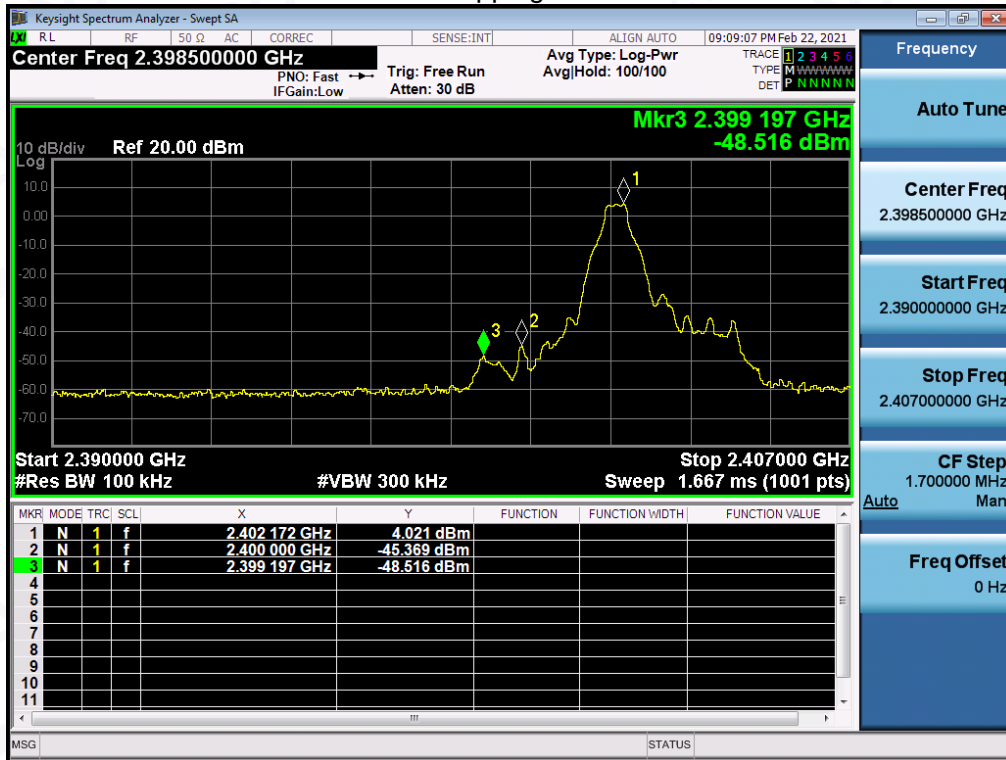 Keysight Spectrum Analyzer - Swept SA
LXI RL RF 50 Ω AC CORREC SENSE:INT ALIGN AUTO 09:09:07 PM Feb 22, 2021
Center Freq 2.398500000 GHz
PNO: Fast
IFGain:Low
Trig: Free Run
Atten: 30 dB
Avg Type: Log-Pwr
Avg|Hold: 100/100
TRACE 1 2 3 4 5 6
TYPE M WWWWW
DET P N N N N N
Mkr3 2.399 197 GHz
-48.516 dBm
10 dB/div Ref 20.00 dBm
Log
10.0
0.00
-10.0
-20.0
-30.0
-40.0
-50.0
-60.0
-70.0
1
2
3
Start 2.390000 GHz Stop 2.407000 GHz
#Res BW 100 kHz #VBW 300 kHz Sweep 1.667 ms (1001 pts)
MKR MODE TRC SCL X Y FUNCTION FUNCTION WIDTH FUNCTION VALUE
1 N 1 f 2.402 172 GHz 4.021 dBm
2 N 1 f 2.400 000 GHz -45.369 dBm
3 N 1 f 2.399 197 GHz -48.516 dBm
4
5
6
7
8
9
10
11
MSG STATUS
Frequency
Auto Tune
Center Freq
2.398500000 GHz
Start Freq
2.390000000 GHz
Stop Freq
2.407000000 GHz
CF Step
1.700000 MHz
Auto Man
Freq Offset
0 Hz